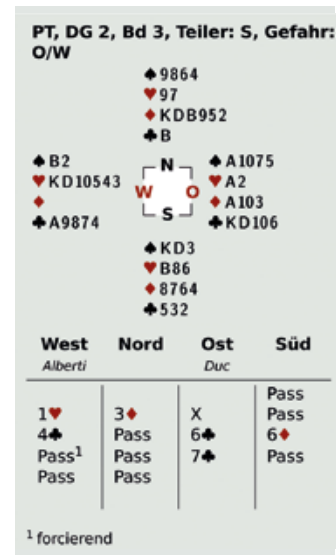 PT, DG 2, Bd 3, Teiler: S, Gefahr:
O/W
♠9864
♥97
♦KDB952
♣B
♠B2
♥KD10543
♦
♣A9874
N
W O
S
♠A1075
♥A2
♦A103
♣KD106
♠KD3
♥B86
♦8764
♣532
West Nord Ost Süd
Alberti Duc
Pass
1♥ 3♦ X Pass
4♣ Pass 6♣ 6♦
Pass¹ Pass 7♣ Pass
Pass Pass
¹ forcierend